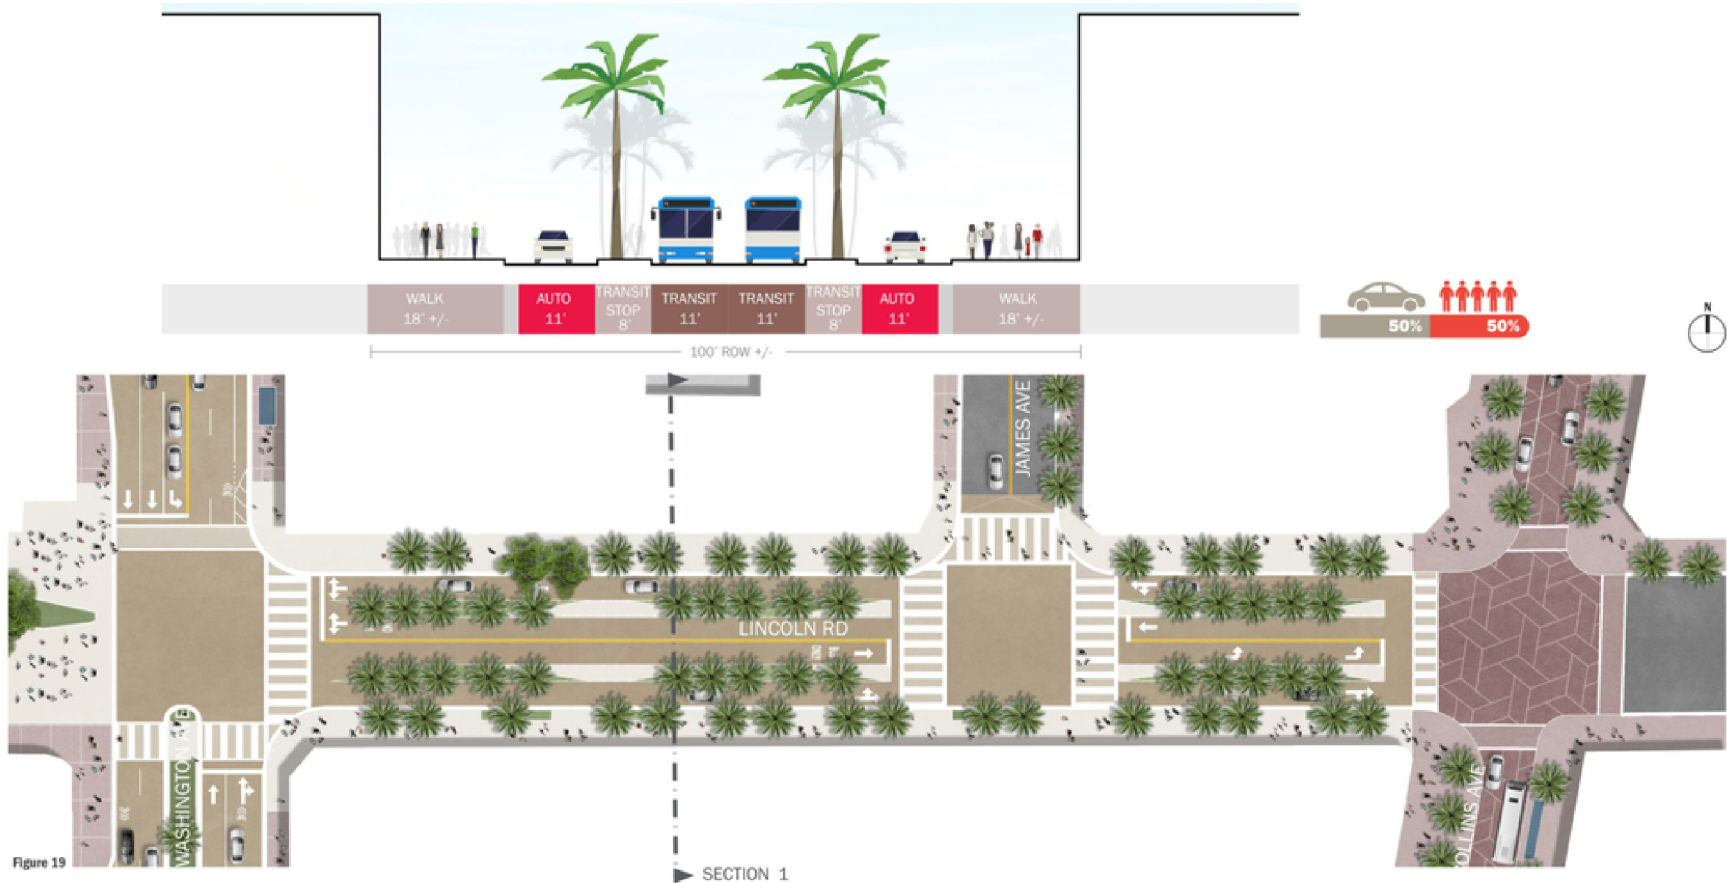 WALK
18' +/-
AUTO
11'
TRANSIT
STOP
8'
TRANSIT
11'
TRANSIT
11'
TRANSIT
STOP
8'
AUTO
11'
WALK
18' +/-
50%
50%
N
100' ROW +/-
JAMES AVE
LINCOLN RD
WASHINGTON AVE
OLLINS AVE
Figure 19
SECTION 1